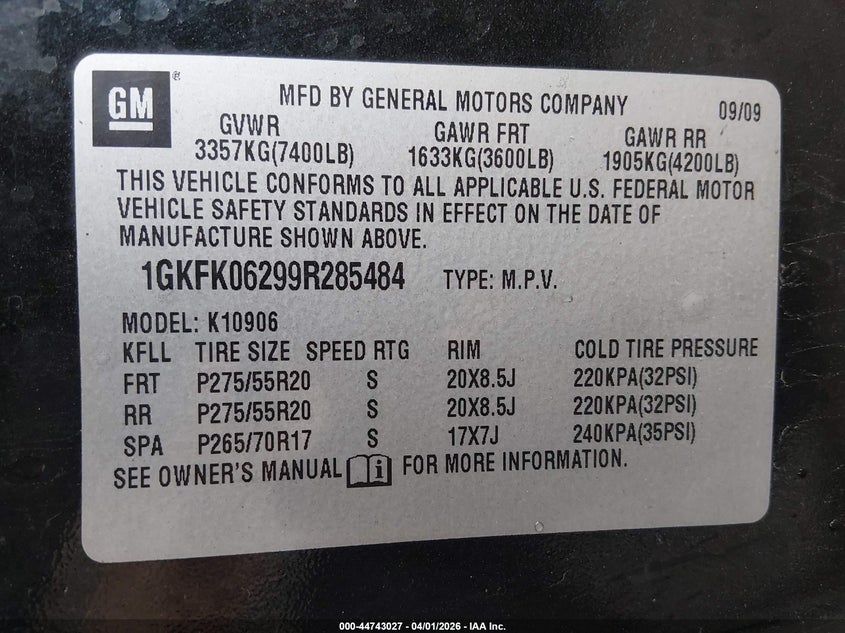 GM
®
MFD BY GENERAL MOTORS COMPANY 09/09
GVWR GAWR FRT GAWR RR
3357KG(7400LB) 1633KG(3600LB) 1905KG(4200LB)
THIS VEHICLE CONFORMS TO ALL APPLICABLE U.S. FEDERAL MOTOR
VEHICLE SAFETY STANDARDS IN EFFECT ON THE DATE OF
MANUFACTURE SHOWN ABOVE.
1GKFK06299R285484 TYPE: M.P.V.
MODEL: K10906
KFLL TIRE SIZE SPEED RTG RIM COLD TIRE PRESSURE
FRT P275/55R20 S 20X8.5J 220KPA(32PSI)
RR P275/55R20 S 20X8.5J 220KPA(32PSI)
SPA P265/70R17 S 17X7J 240KPA(35PSI)
SEE OWNER'S MANUAL FOR MORE INFORMATION.
000-44743027 - 04/01/2026 - IAA Inc.